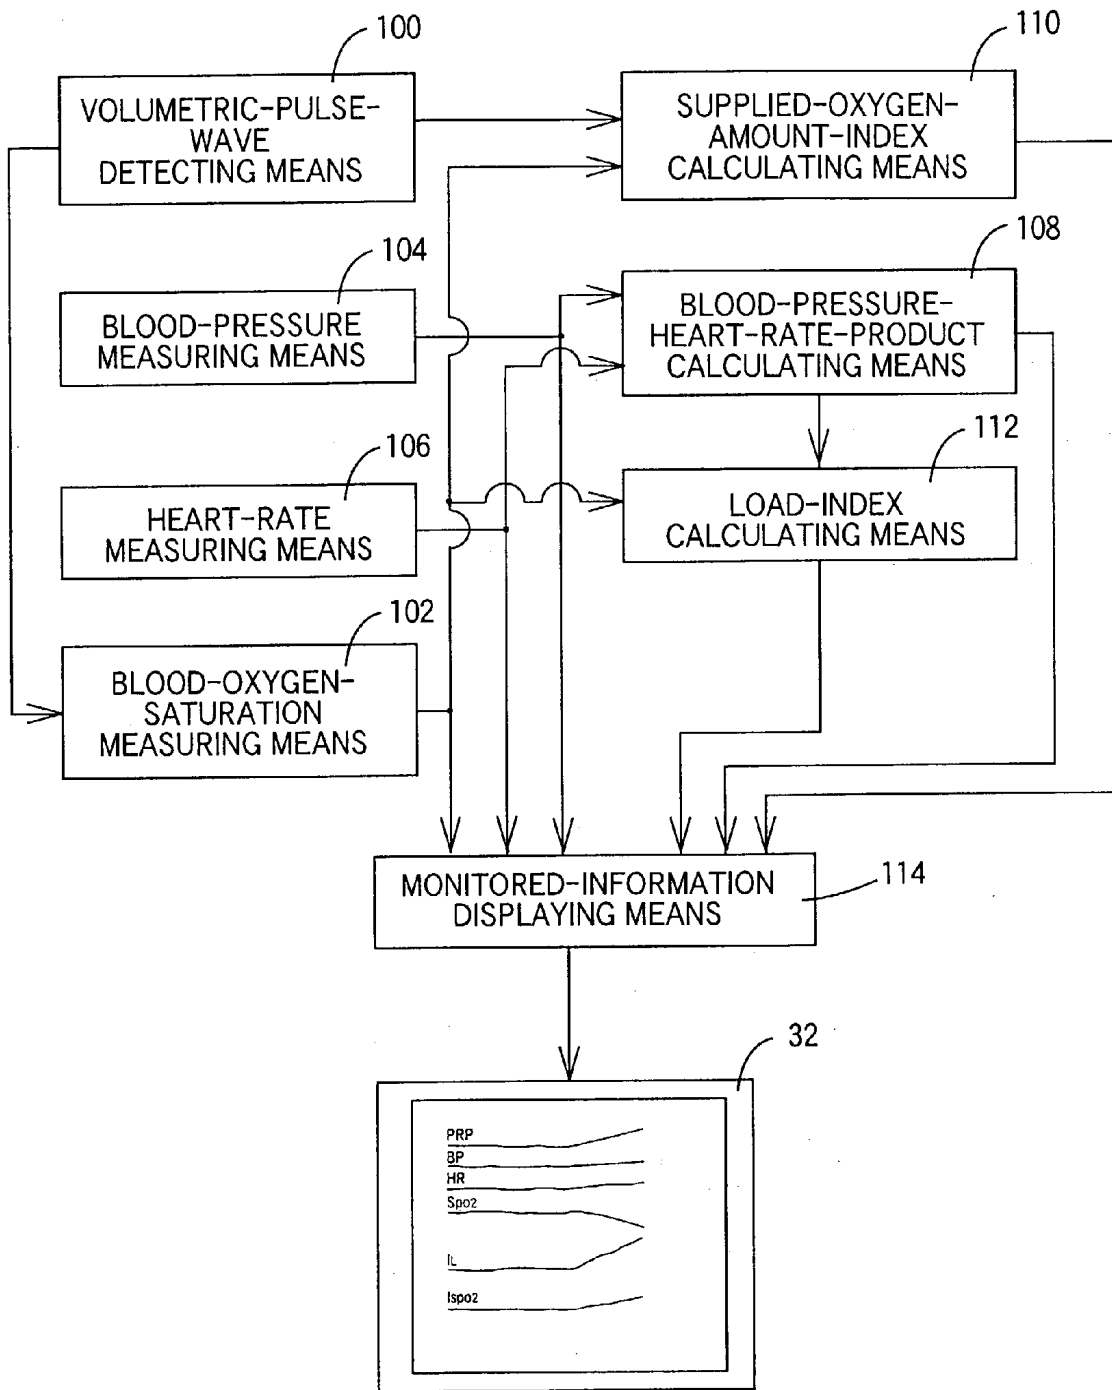 100
VOLUMETRIC-PULSE-
WAVE
DETECTING MEANS
110
SUPPLIED-OXYGEN-
AMOUNT-INDEX
CALCULATING MEANS
104
BLOOD-PRESSURE
MEASURING MEANS
108
BLOOD-PRESSURE-
HEART-RATE-PRODUCT
CALCULATING MEANS
106
HEART-RATE
MEASURING MEANS
112
LOAD-INDEX
CALCULATING MEANS
102
BLOOD-OXYGEN-
SATURATION
MEASURING MEANS
MONITORED-INFORMATION
DISPLAYING MEANS
114
32
PRP
BP
HR
Spo2
IL
Ispo2